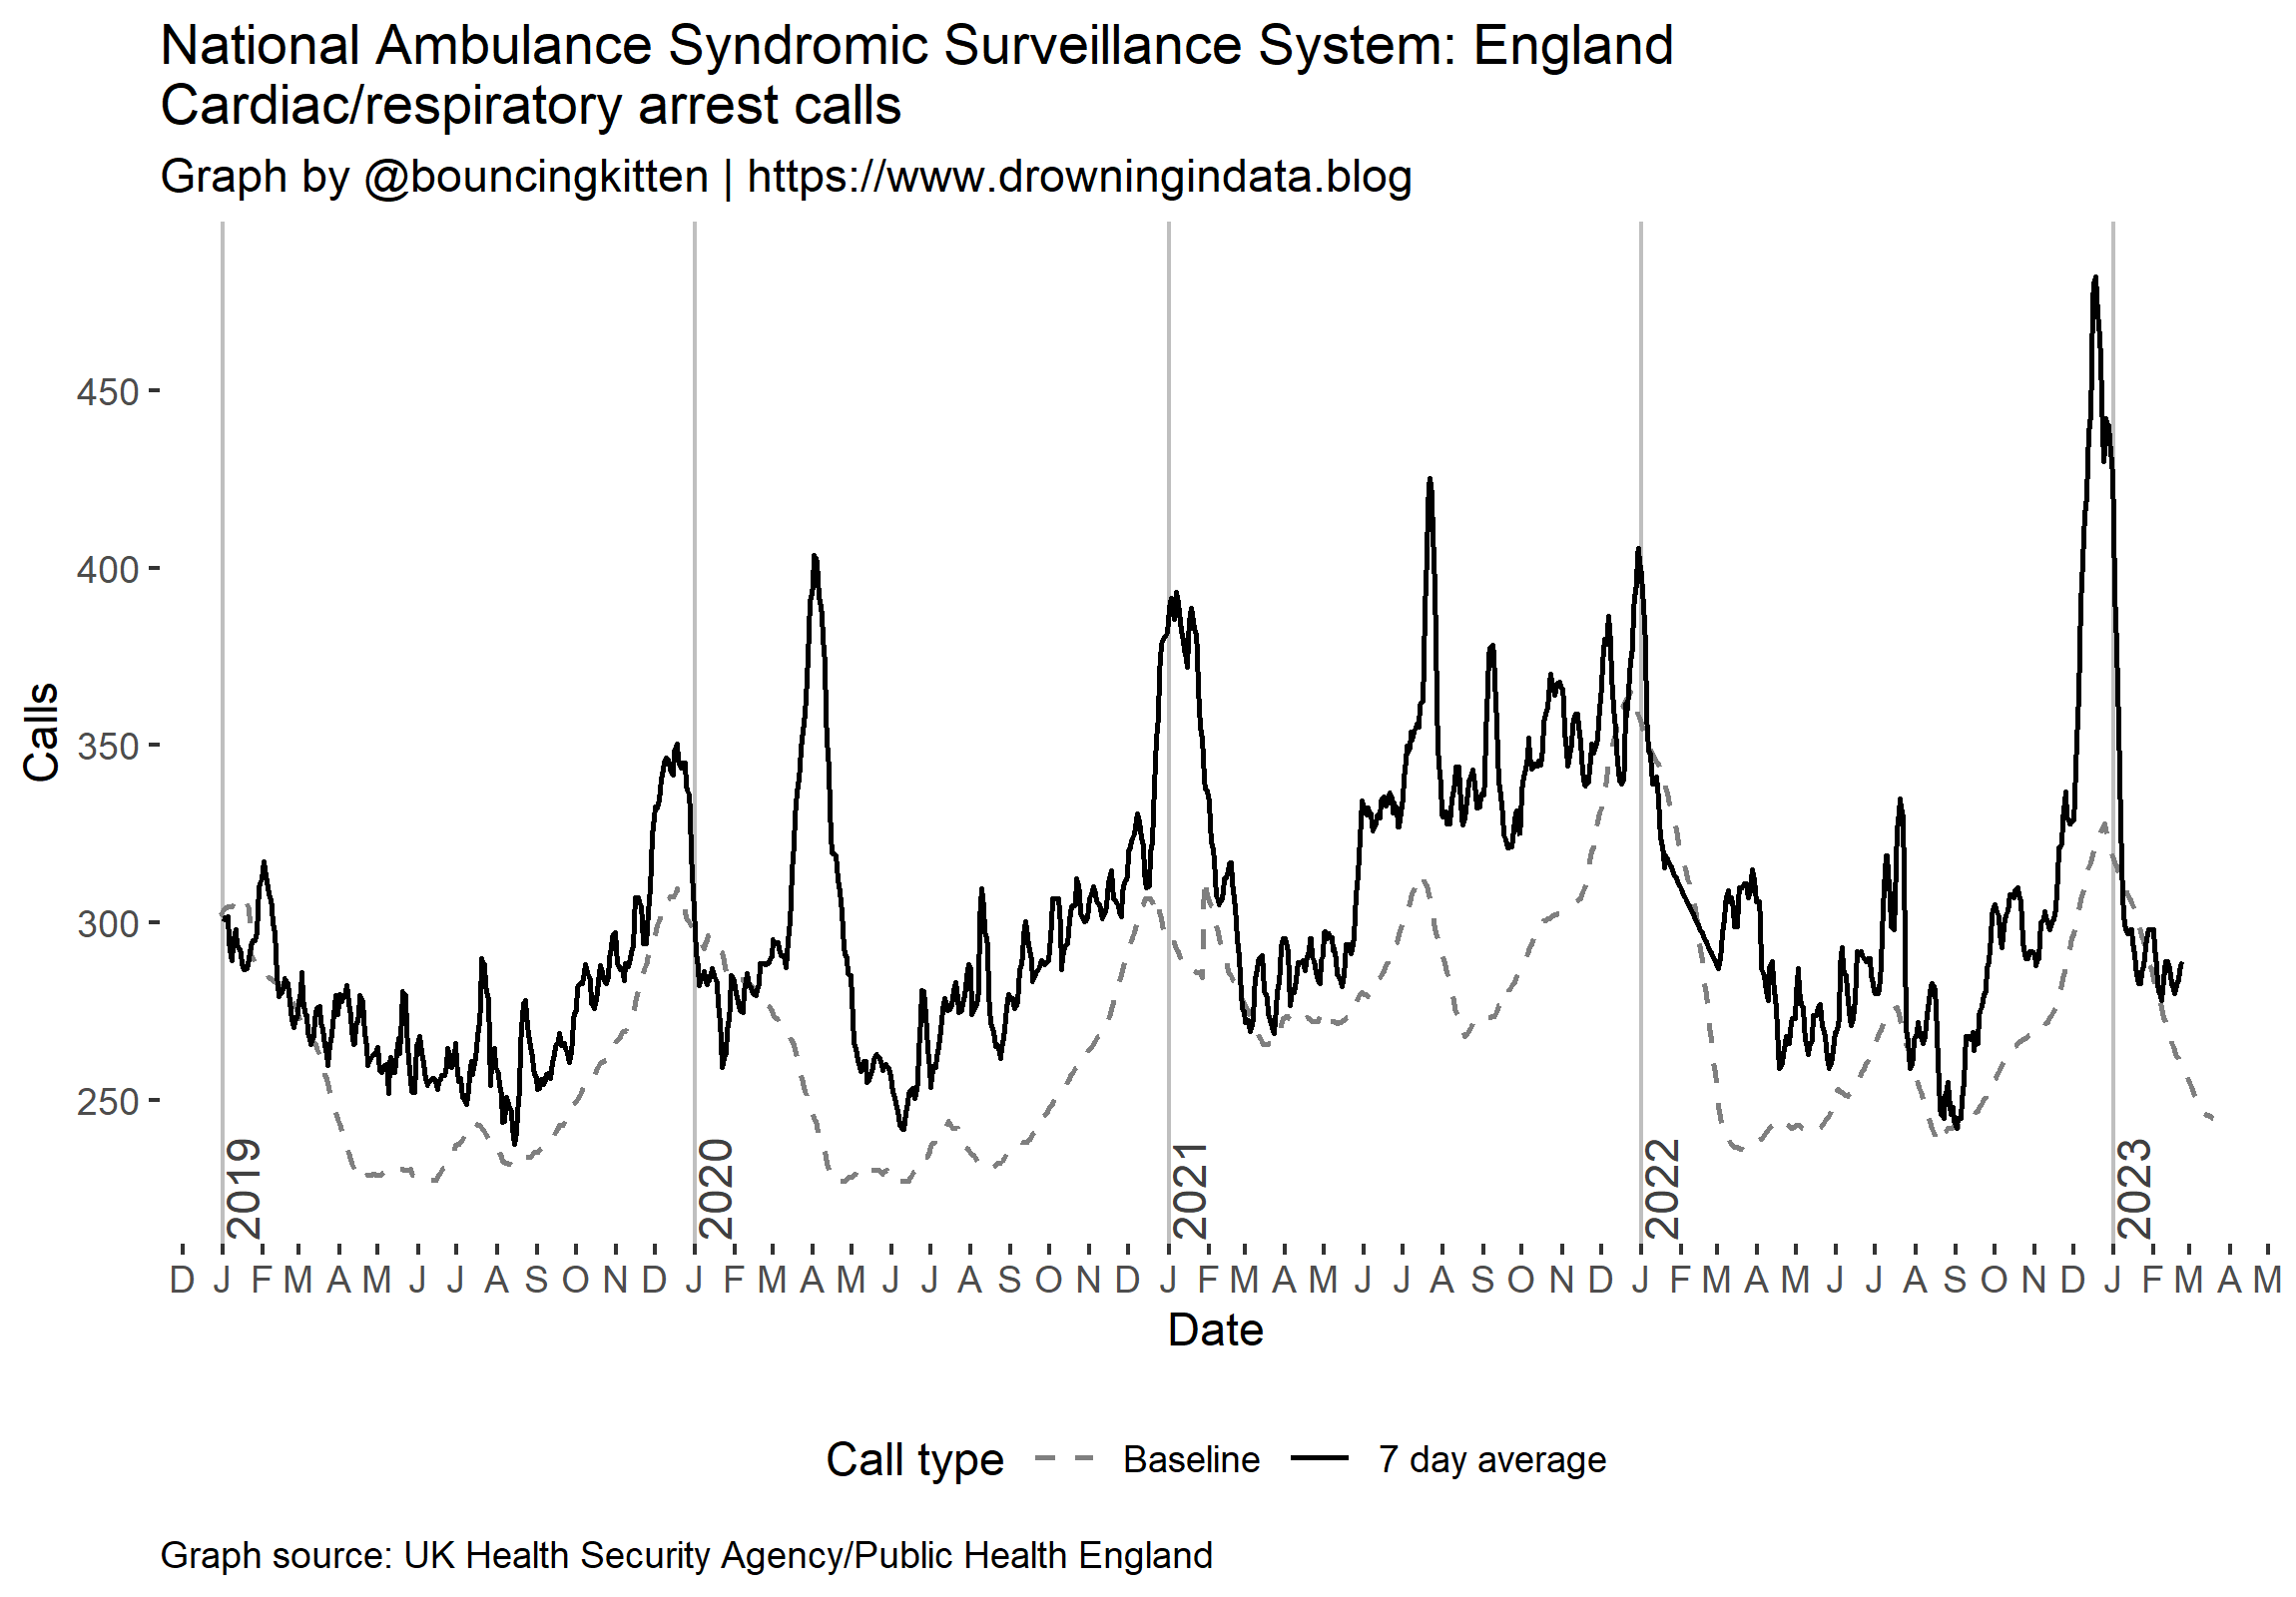 National Ambulance Syndromic Surveillance System: England
Cardiac/respiratory arrest calls
Graph by @bouncingkitten | https://www.drowningindata.blog
Calls
450
400
350
300
250
2019
2020
2021
2022
2023
D J F M A M J J A S O N D J F M A M J J A S O N D J F M A M J J A S O N D J F M A M J J A S O N D J F M A M
Date
Call type Baseline 7 day average
Graph source: UK Health Security Agency/Public Health England